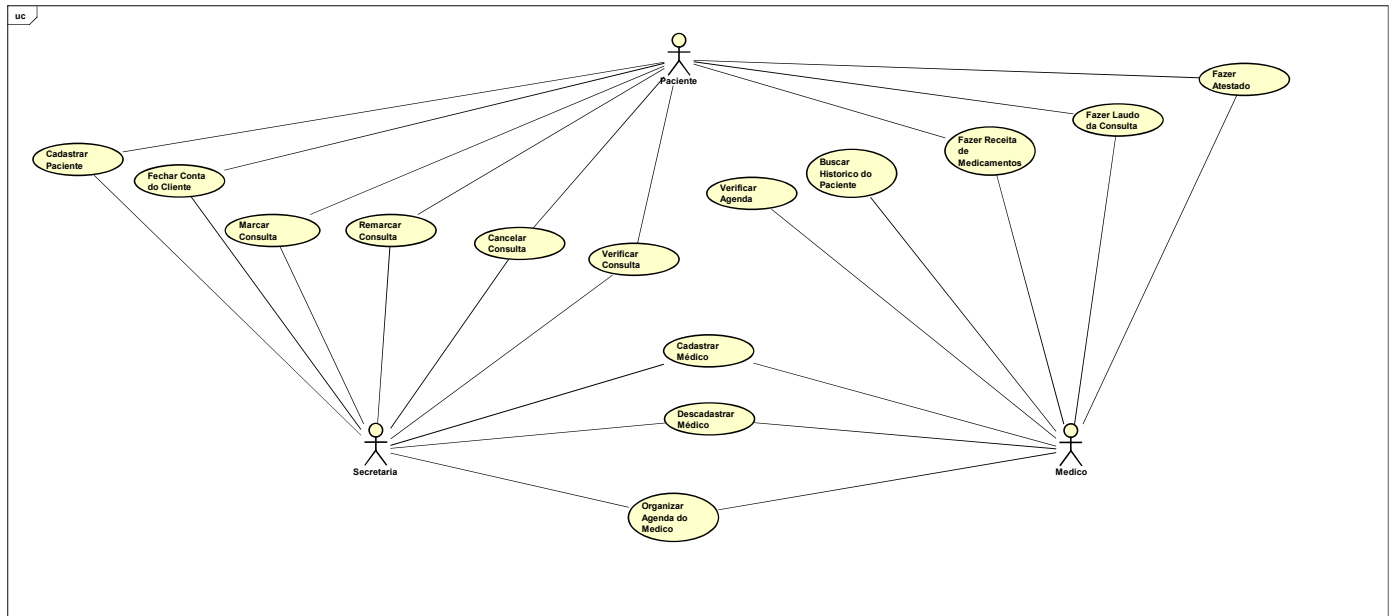 uc
Paciente
Fazer
Atestado
Fazer Laudo
da Consulta
Fazer Receita
de
Medicamentos
Buscar
Historico do
Paciente
Verificar
Agenda
Cadastrar
Paciente
Fechar Conta
do Cliente
Marcar
Consulta
Remarcar
Consulta
Cancelar
Consulta
Verificar
Consulta
Cadastrar
Médico
Descadastrar
Médico
Secretaria
Medico
Organizar
Agenda do
Medico